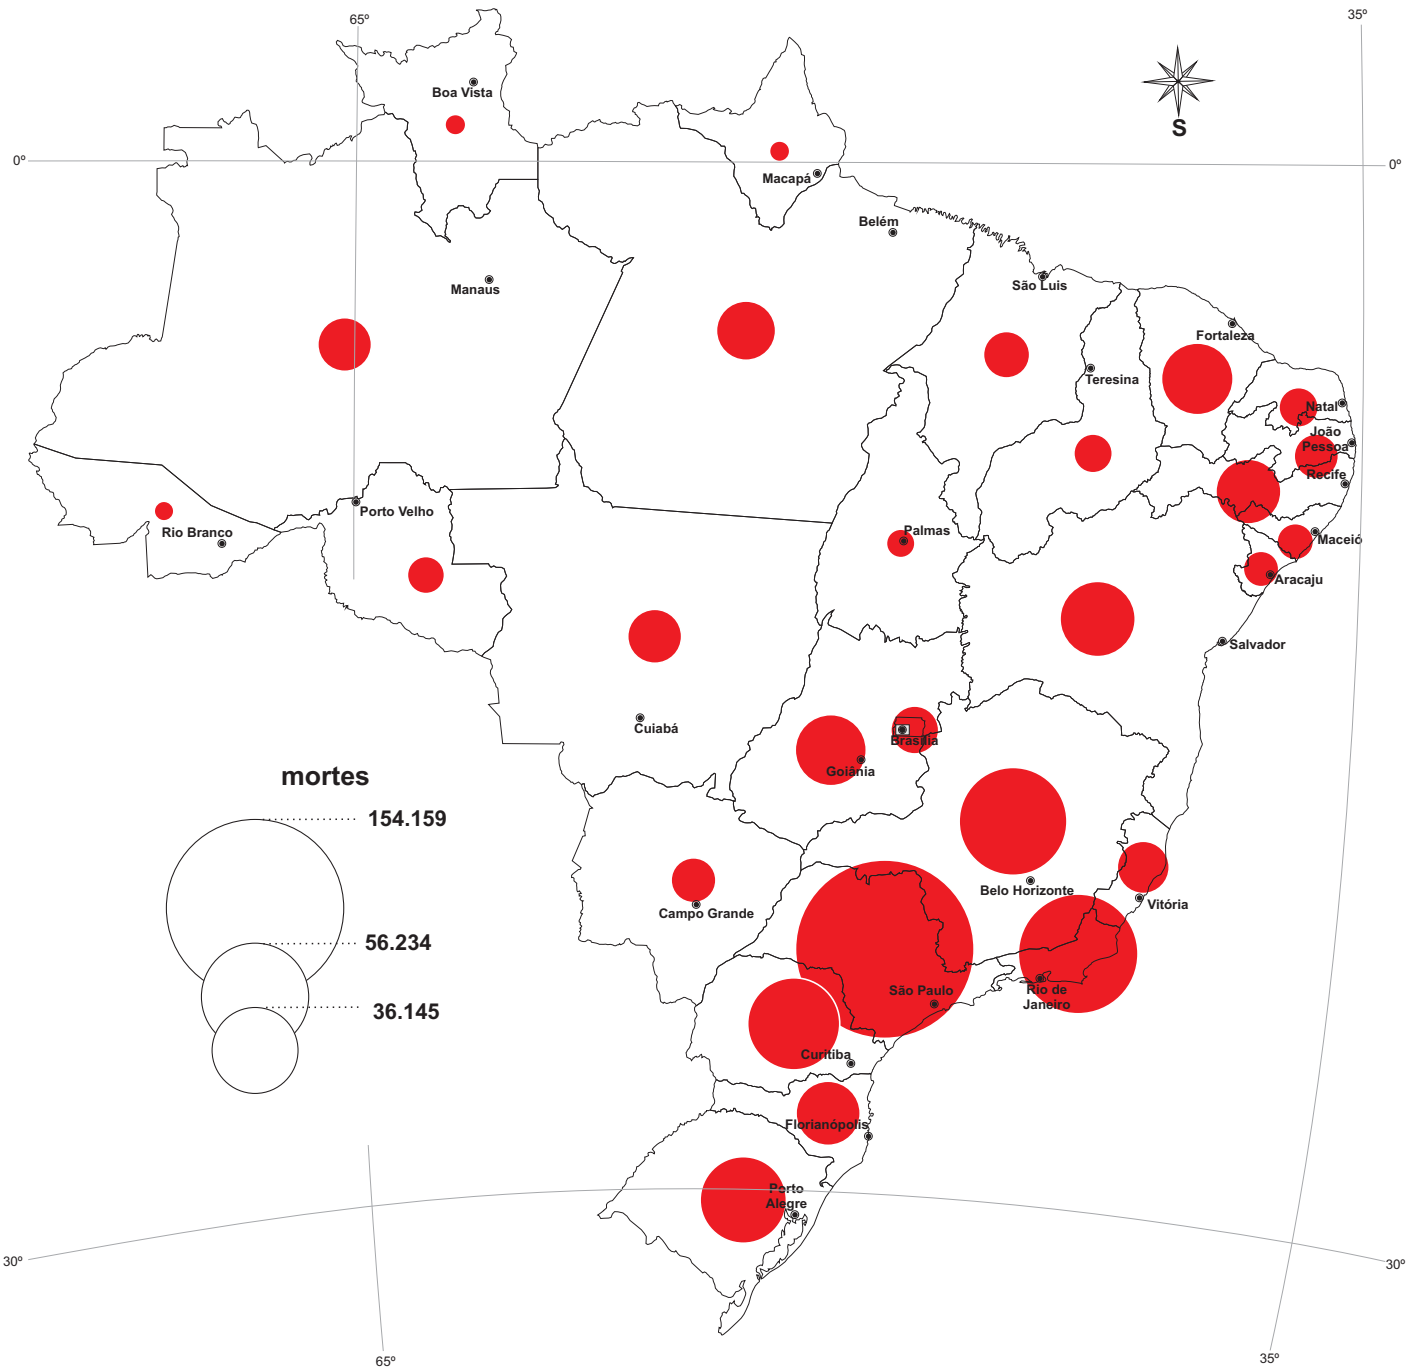 65º
35º
Boa Vista
S
0º
0º
Macapá
Belém
Manaus
São Luis
Fortaleza
Teresina
Natal
João
Pessoa
Recife
Porto Velho
Rio Branco
Palmas
Maceió
Aracaju
Salvador
Cuiabá
Brasília
Goiânia
mortes
154.159
Belo Horizonte
Vitória
Campo Grande
56.234
São Paulo
Rio de
Janeiro
36.145
Curitiba
Florianópolis
Porto
Alegre
30º
30º
65º
35º